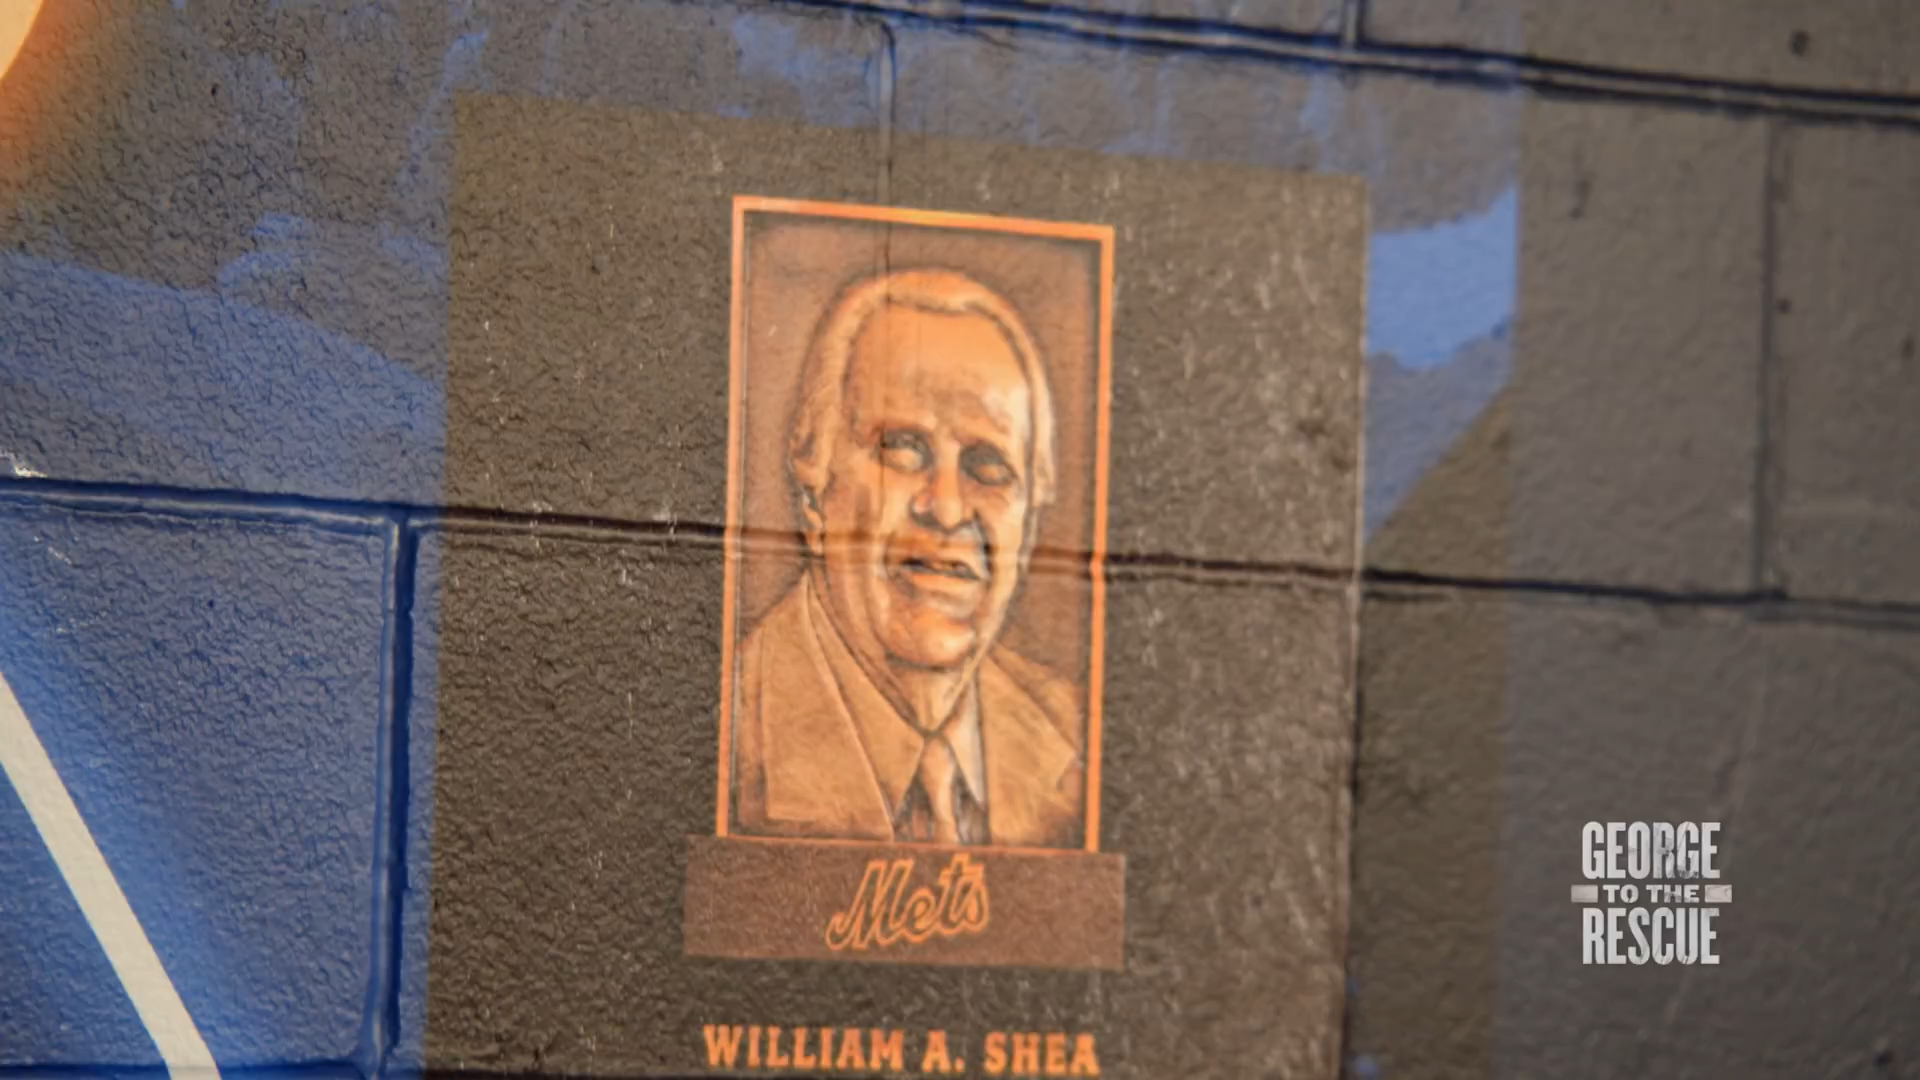 Mets
WILLIAM A. SHEA
GEORGE
TO THE
RESCUE